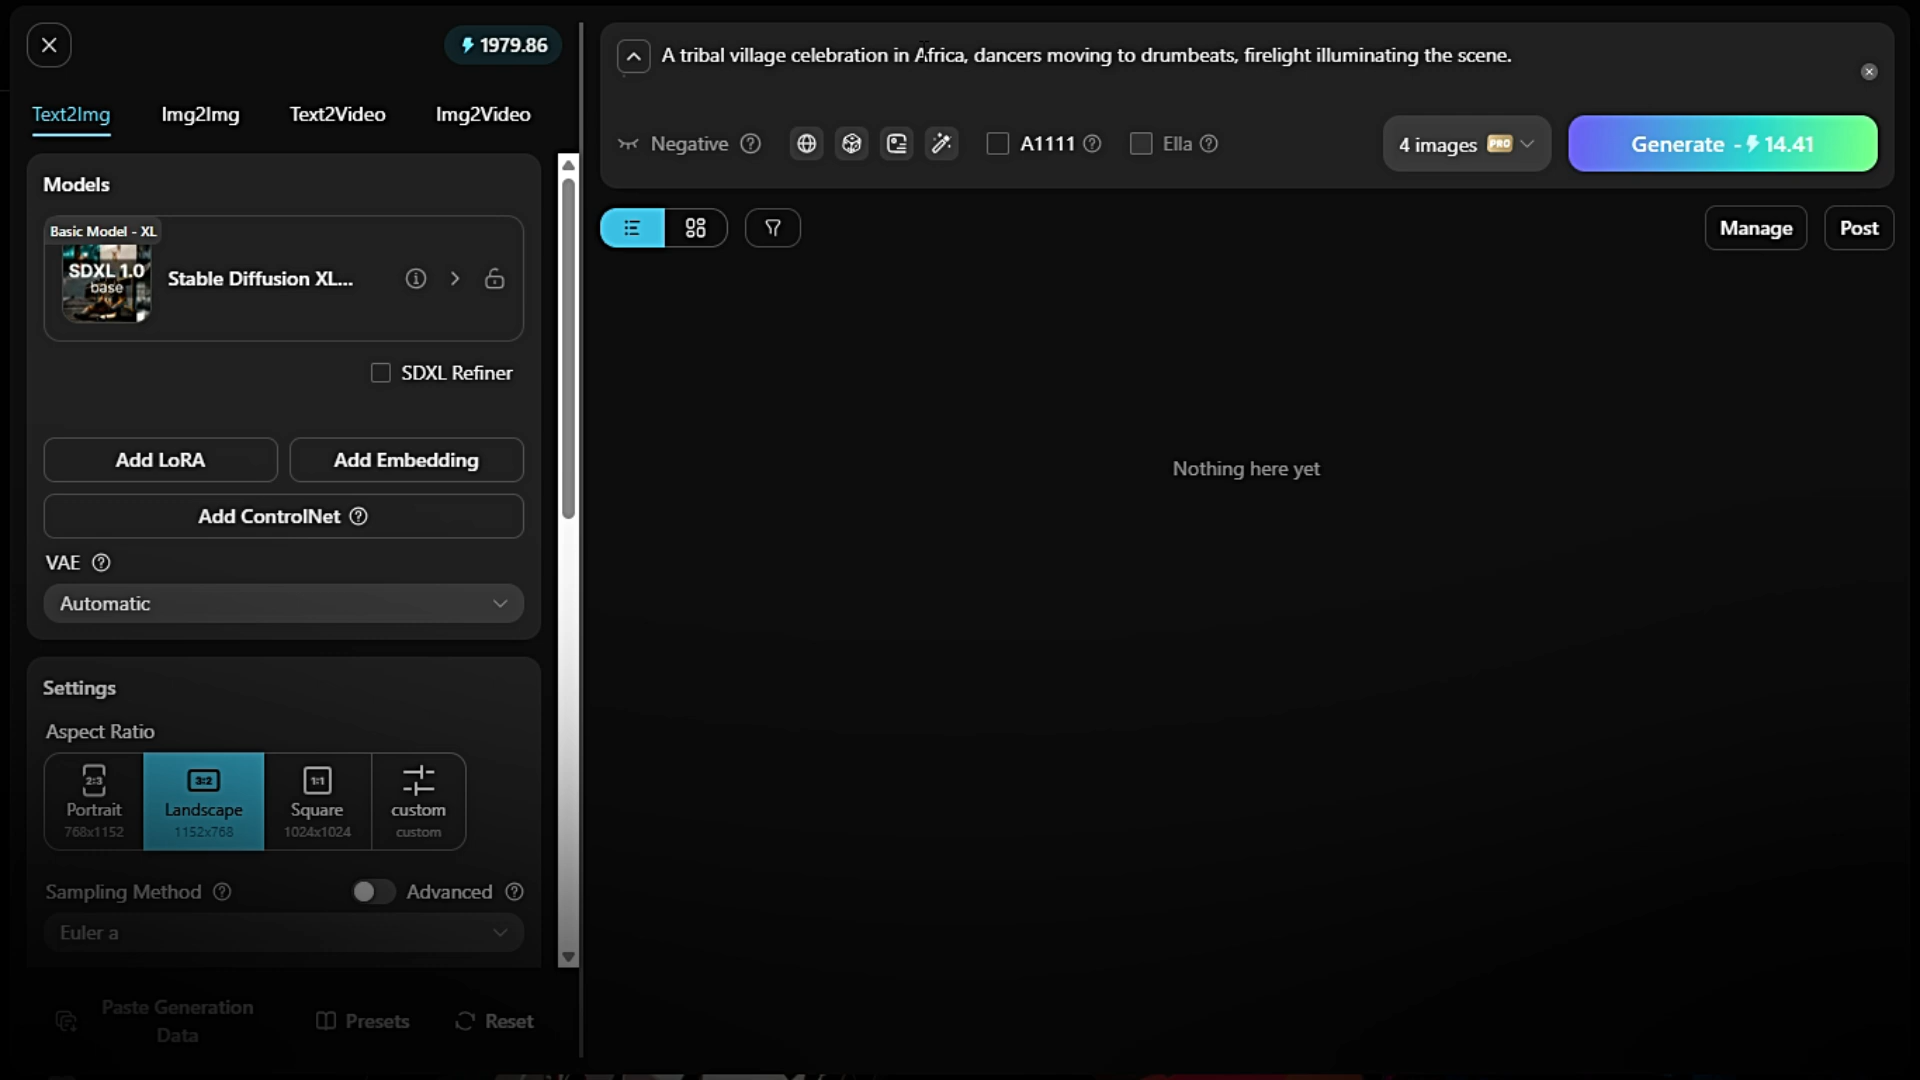 1979.86
Text2Img Img2Img Text2Video Img2Video
Models
Basic Model - XL
SDXL 1.0
base
Stable Diffusion XL...
SDXL Refiner
Add LoRA Add Embedding
Add ControlNet
VAE
Automatic
Settings
Aspect Ratio
2:3 3:2 1:1
Portrait Landscape Square custom
768x1152 1152x768 1024x1024 custom
Sampling Method Advanced
Euler a
Paste Generation
Data
Presets Reset
A tribal village celebration in Africa, dancers moving to drumbeats, firelight illuminating the scene.
Negative A1111 Ella 4 images PRO Generate - 14.41
Manage Post
Nothing here yet